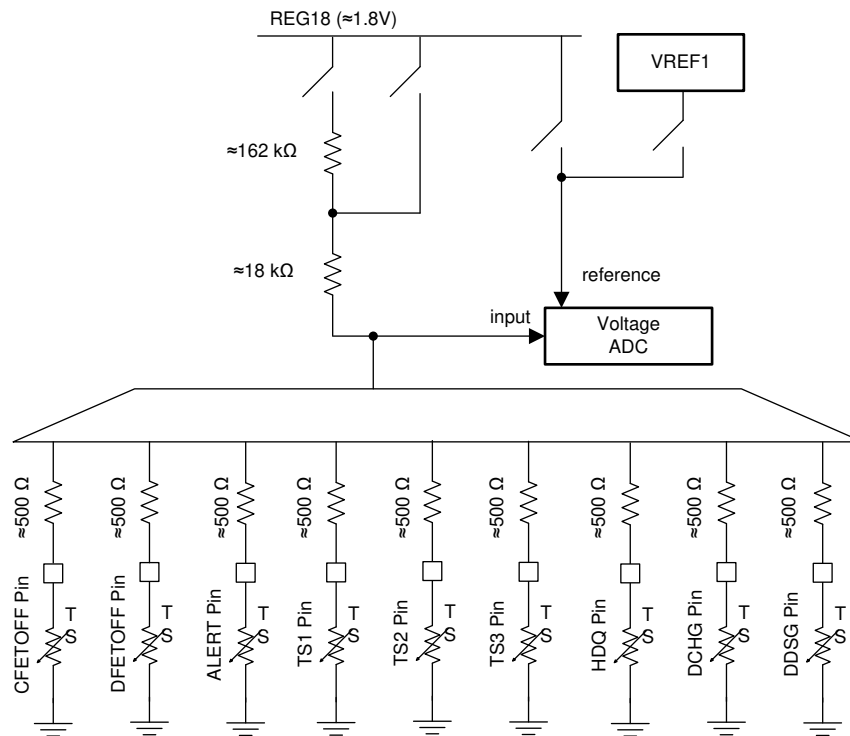 REG18 (≈1.8V)
VREF1
≈162 kΩ
≈18 kΩ
reference
input
Voltage
ADC
≈500 Ω
≈500 Ω
≈500 Ω
≈500 Ω
≈500 Ω
≈500 Ω
≈500 Ω
≈500 Ω
≈500 Ω
CFETOFF Pin
T
S
DFETOFF Pin
T
S
ALERT Pin
T
S
TS1 Pin
T
S
TS2 Pin
T
S
TS3 Pin
T
S
HDQ Pin
T
S
DCHG Pin
T
S
DDSG Pin
T
S